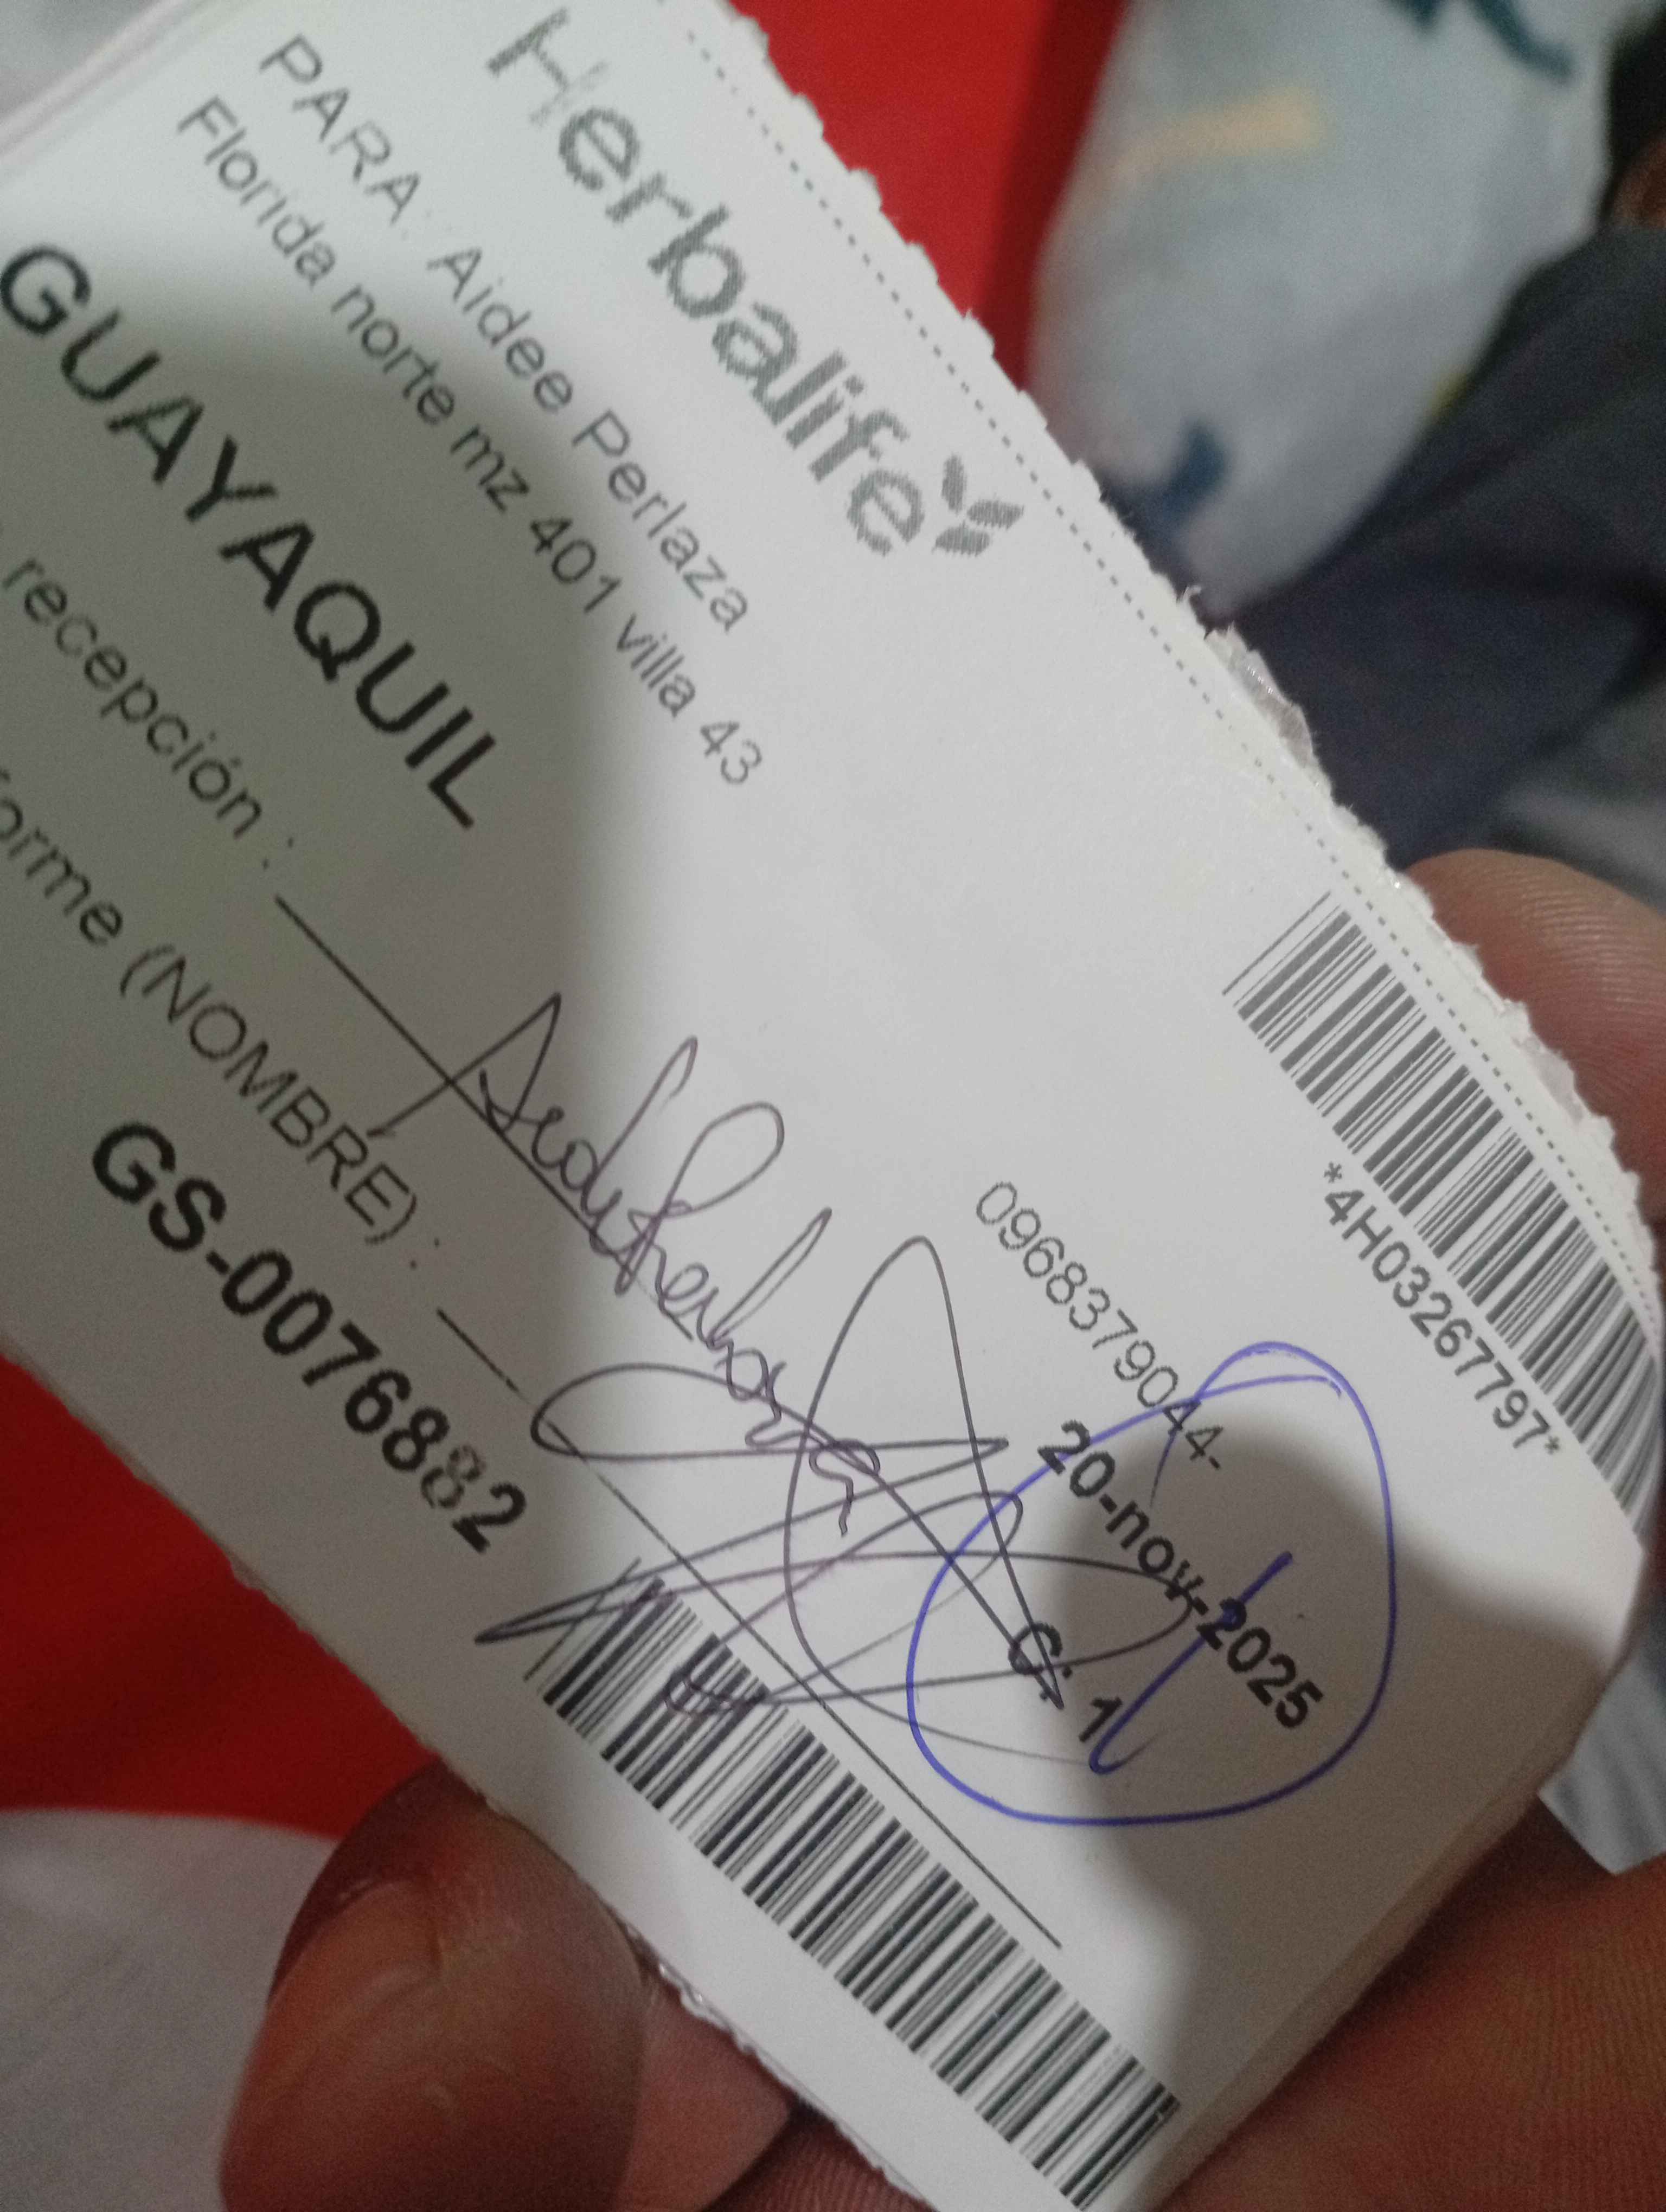 Herbalife
*4H03267797*
PARA: Aidee Perlaza
Florida norte mz 401 villa 43
0968379044-
GUAYAQUIL
20-nov-2025
recepción :
C: 1
forme (NOMBRE) :
GS-0076882